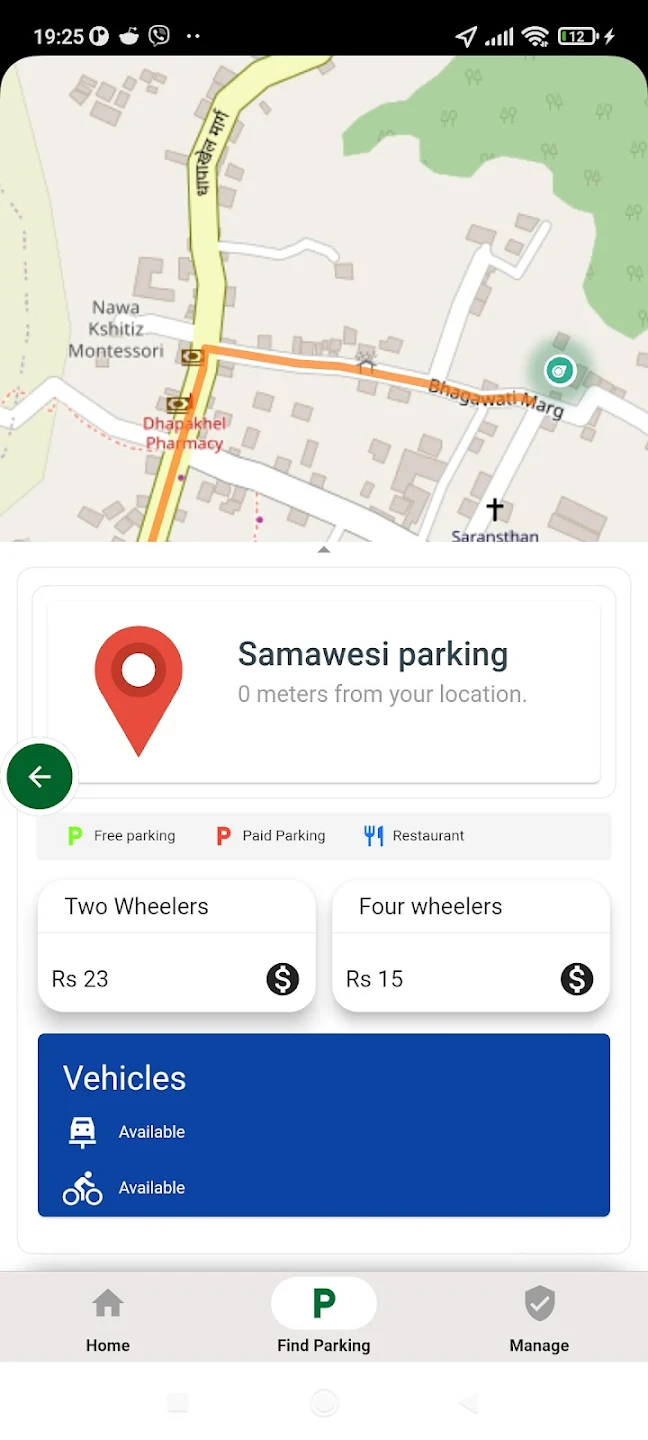 19:25
12
धापाखेल मार्ग
Nawa
Kshitiz
Montessori
Bhagawati Marg
Dhapakhel
Pharmacy
Saransthan
Samawesi parking
0 meters from your location.
P Free parking P Paid Parking Restaurant
Two Wheelers Four wheelers
Rs 23 $ Rs 15 $
Vehicles
Available
Available
P
Home Find Parking Manage